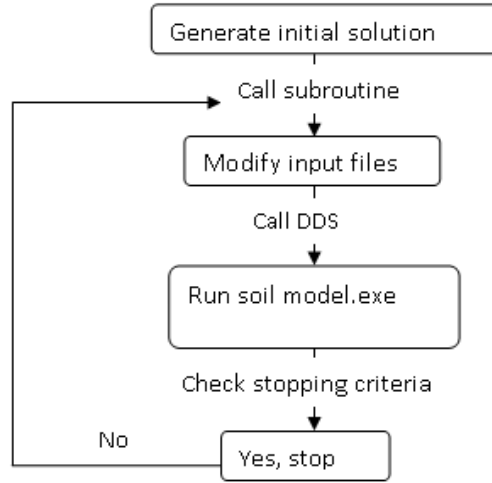 Generate initial solution
Call subroutine
Modify input files
Call DDS
Run soil model.exe
Check stopping criteria
No
Yes, stop